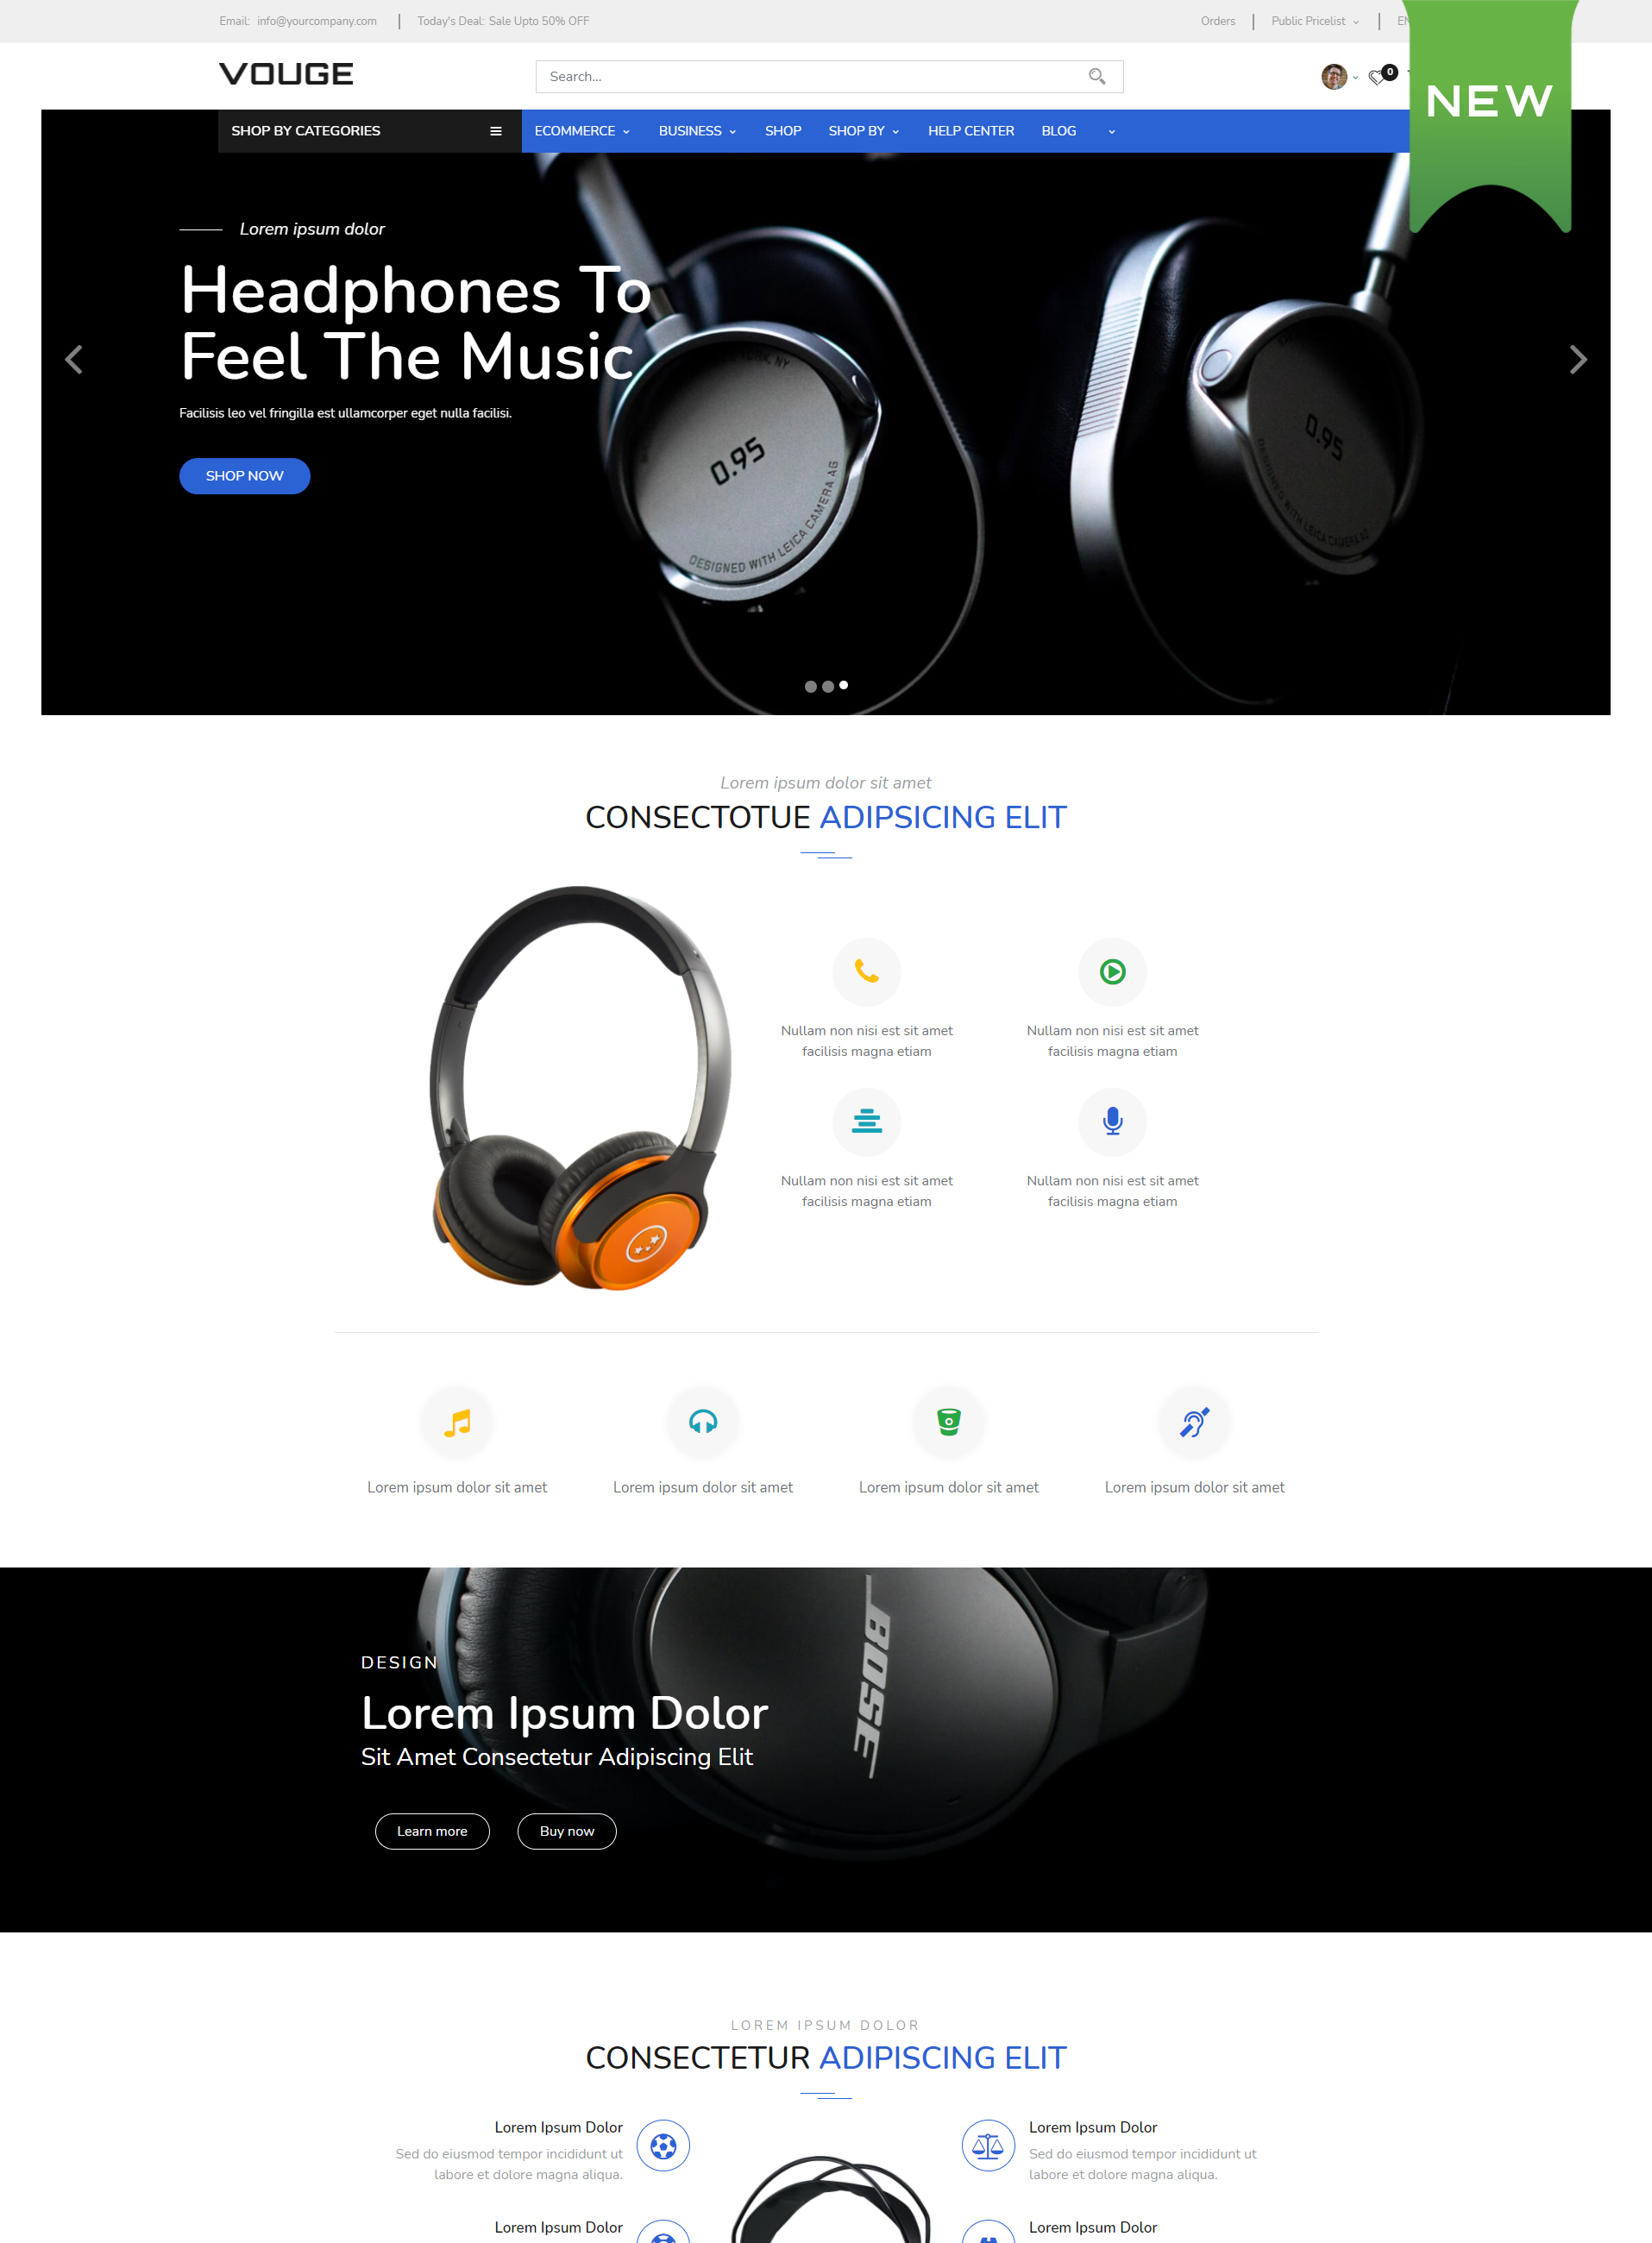 Email: info@yourcompany.com
Today's Deal: Sale Upto 50% OFF
Orders
Public Pricelist
NEW
VOUGE
Search...
0
SHOP BY CATEGORIES
ECOMMERCE
BUSINESS
SHOP
SHOP BY
HELP CENTER
BLOG
Lorem ipsum dolor
Headphones To
Feel The Music
Facilisis leo vel fringilla est ullamcorper eget nulla facilisi.
SHOP NOW
YORK, NY
0.95
DESIGNED WITH LEICA CAMERA AG
0.95
DESIGNED WITH LEICA CAMERA AG
Lorem ipsum dolor sit amet
CONSECTOTUE ADIPSICING ELIT
Nullam non nisi est sit amet
facilisis magna etiam
Nullam non nisi est sit amet
facilisis magna etiam
Nullam non nisi est sit amet
facilisis magna etiam
Nullam non nisi est sit amet
facilisis magna etiam
Lorem ipsum dolor sit amet
Lorem ipsum dolor sit amet
Lorem ipsum dolor sit amet
Lorem ipsum dolor sit amet
BOSE
DESIGN
Lorem Ipsum Dolor
Sit Amet Consectetur Adipiscing Elit
Learn more
Buy now
LOREM IPSUM DOLOR
CONSECTETUR ADIPISCING ELIT
Lorem Ipsum Dolor
Sed do eiusmod tempor incididunt ut
labore et dolore magna aliqua.
Lorem Ipsum Dolor
Sed do eiusmod tempor incididunt ut
labore et dolore magna aliqua.
Lorem Ipsum Dolor
Lorem Ipsum Dolor